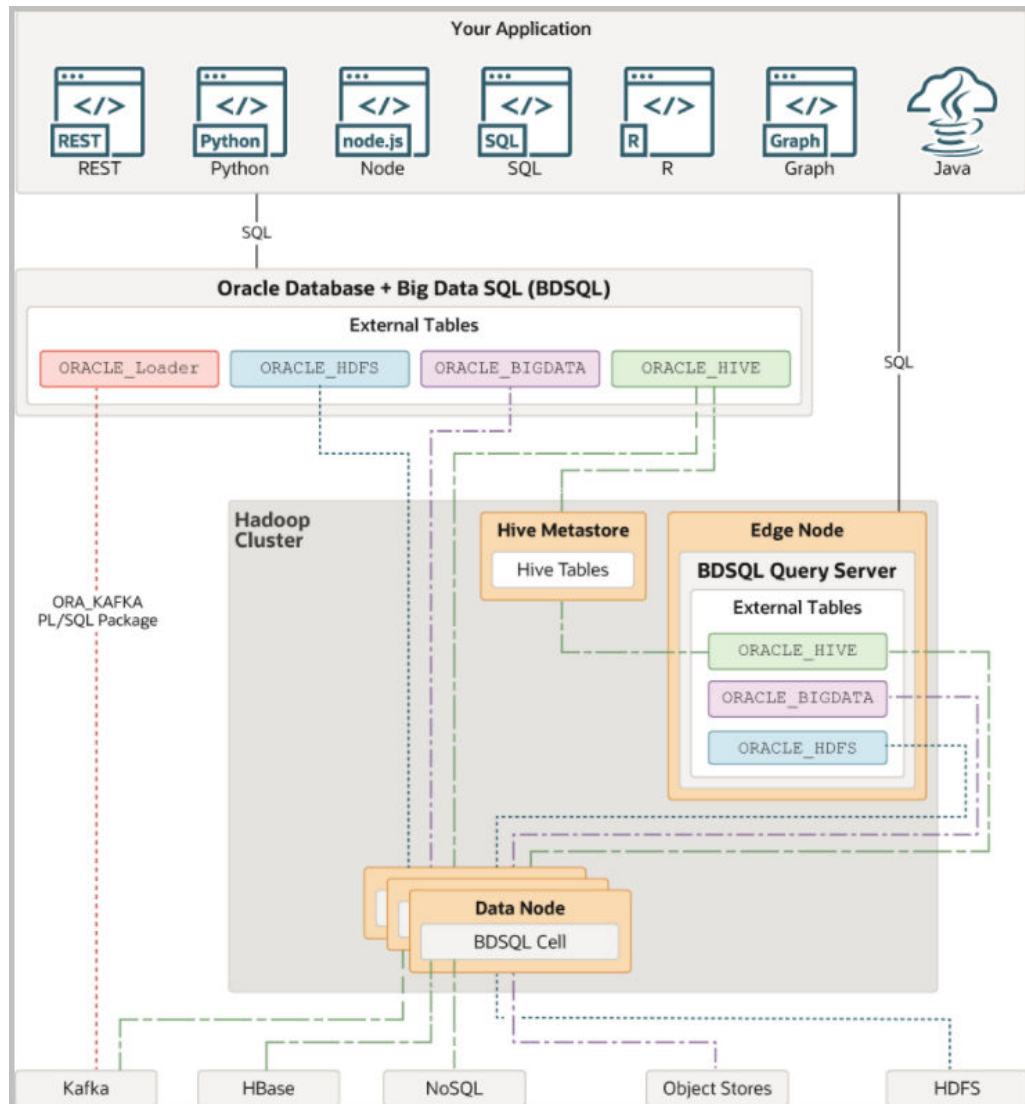 Your Application
REST
Python
node.js
SQL
R
Graph
REST
Python
Node
SQL
R
Graph
Java
SQL
SQL
Oracle Database + Big Data SQL (BDSQL)
External Tables
ORACLE_Loader
ORACLE_HDFS
ORACLE_BIGDATA
ORACLE_HIVE
Hadoop
Cluster
Hive Metastore
Hive Tables
Edge Node
BDSQL Query Server
External Tables
ORACLE_HIVE
ORACLE_BIGDATA
ORACLE_HDFS
ORA_KAFKA
PL/SQL Package
Data Node
BDSQL Cell
Kafka
HBase
NoSQL
Object Stores
HDFS